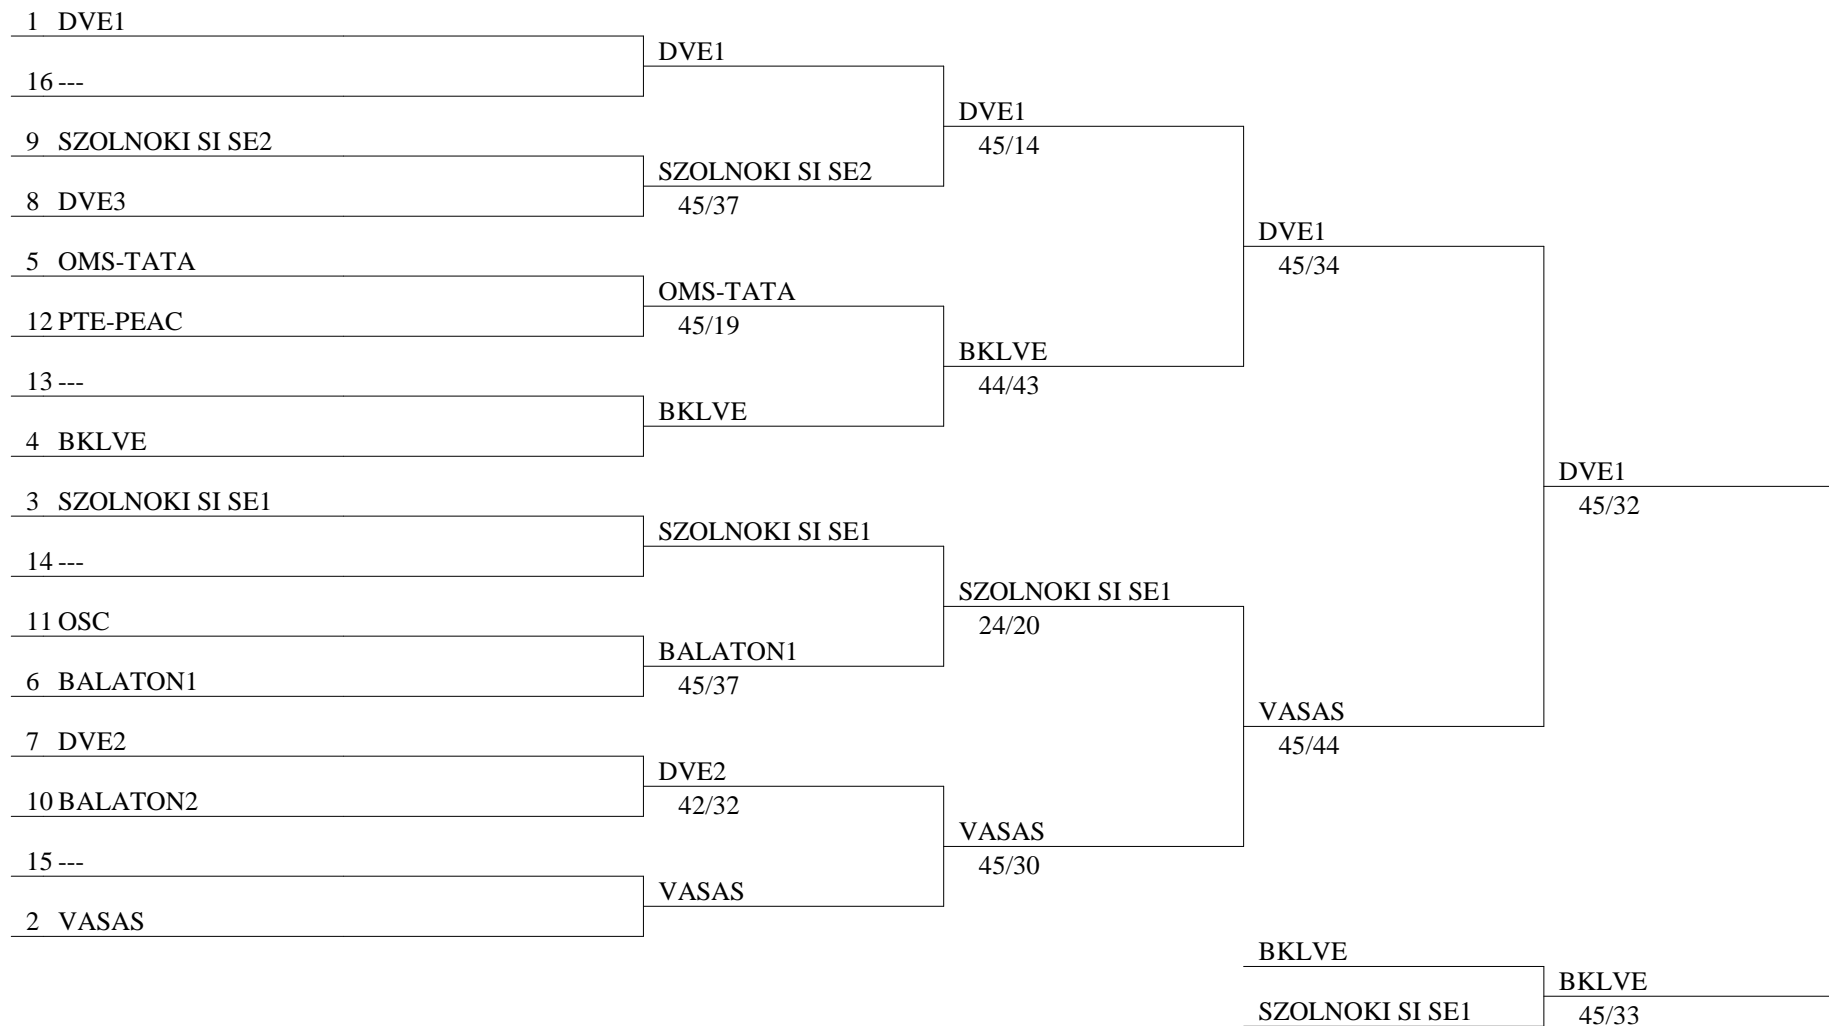 1 DVE1
16 ---
9 SZOLNOKI SI SE2
8 DVE3
5 OMS-TATA
12 PTE-PEAC
13 ---
4 BKLVE
3 SZOLNOKI SI SE1
14 ---
11 OSC
6 BALATON1
7 DVE2
10 BALATON2
15 ---
2 VASAS
DVE1
SZOLNOKI SI SE2
45/37
OMS-TATA
45/19
BKLVE
SZOLNOKI SI SE1
BALATON1
45/37
DVE2
42/32
VASAS
DVE1
45/14
BKLVE
44/43
SZOLNOKI SI SE1
24/20
VASAS
45/30
DVE1
45/34
VASAS
45/44
DVE1
45/32
BKLVE
SZOLNOKI SI SE1
BKLVE
45/33